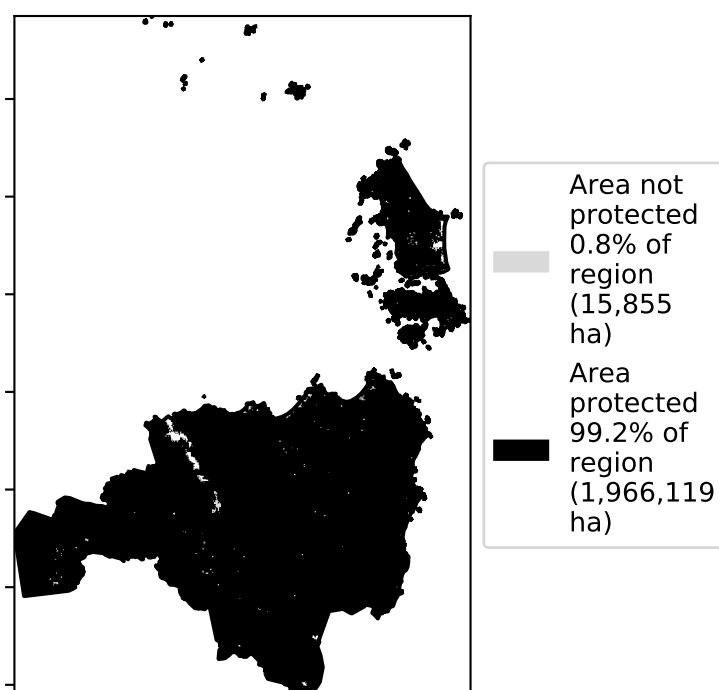 Area not
protected
0.8% of
region
(15,855
ha)
Area
protected
99.2% of
region
(1,966,119
ha)